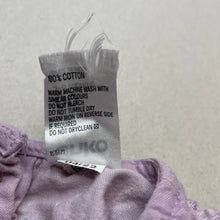 COTTON
WARM MACHINE WASH WITH
SIMILAR COLOURS
DO NOT BLEACH
DO NOT TUMBLE DRY
WARM IRON ON REVERSE SIDE
IF REQUIRED
DO NOT DRYCLEAN